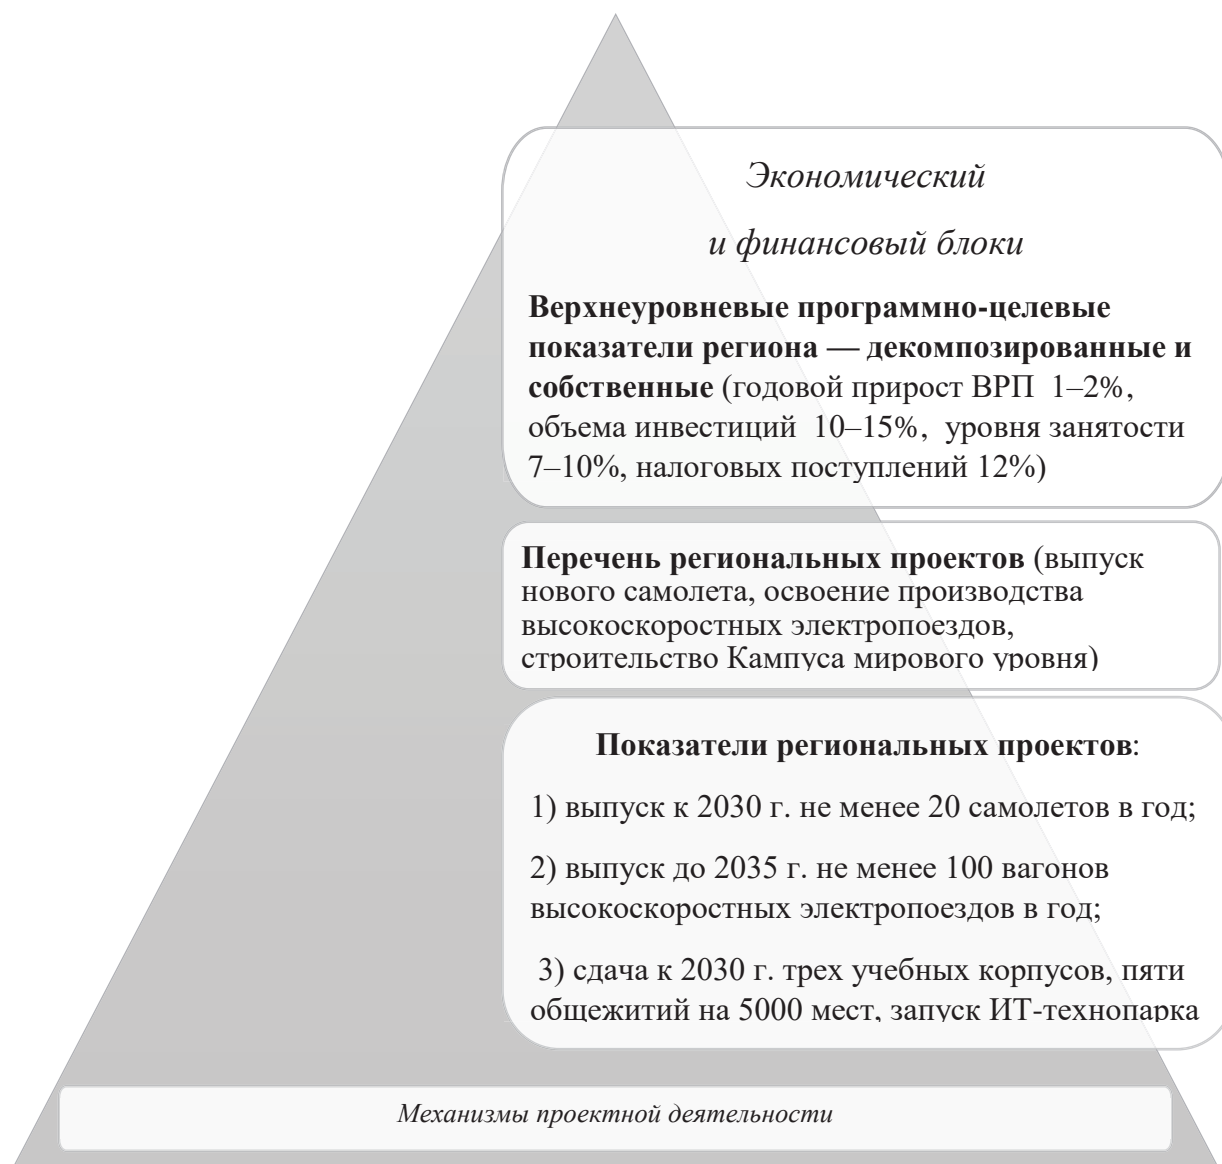 Экономический
и финансовый блоки
Верхнеуровневые программно-целевые
показатели региона — декомпозированные и
собственные (годовой прирост ВРП 1–2%,
объема инвестиций 10–15%, уровня занятости
7–10%, налоговых поступлений 12%)
Перечень региональных проектов (выпуск
нового самолета, освоение производства
высокоскоростных электропоездов,
строительство Кампуса мирового уровня)
Показатели региональных проектов:
1) выпуск к 2030 г. не менее 20 самолетов в год;
2) выпуск до 2035 г. не менее 100 вагонов
высокоскоростных электропоездов в год;
3) сдача к 2030 г. трех учебных корпусов, пяти
общежитий на 5000 мест, запуск ИТ-технопарка
Механизмы проектной деятельности